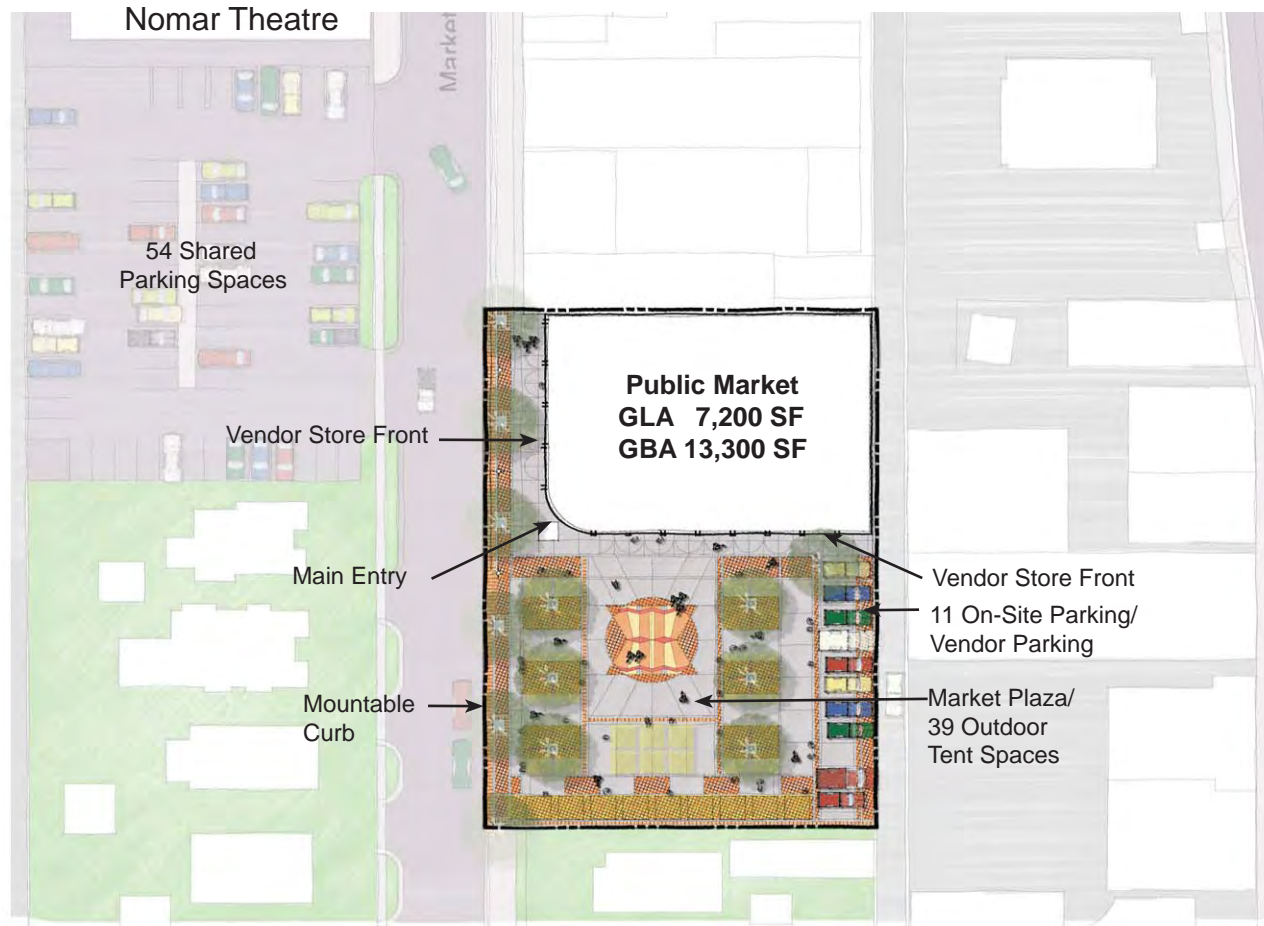 Nomar Theatre
Market
54 Shared
Parking Spaces
Public Market
GLA 7,200 SF
GBA 13,300 SF
Vendor Store Front
Main Entry
Vendor Store Front
11 On-Site Parking/
Vendor Parking
Mountable
Curb
Market Plaza/
39 Outdoor
Tent Spaces